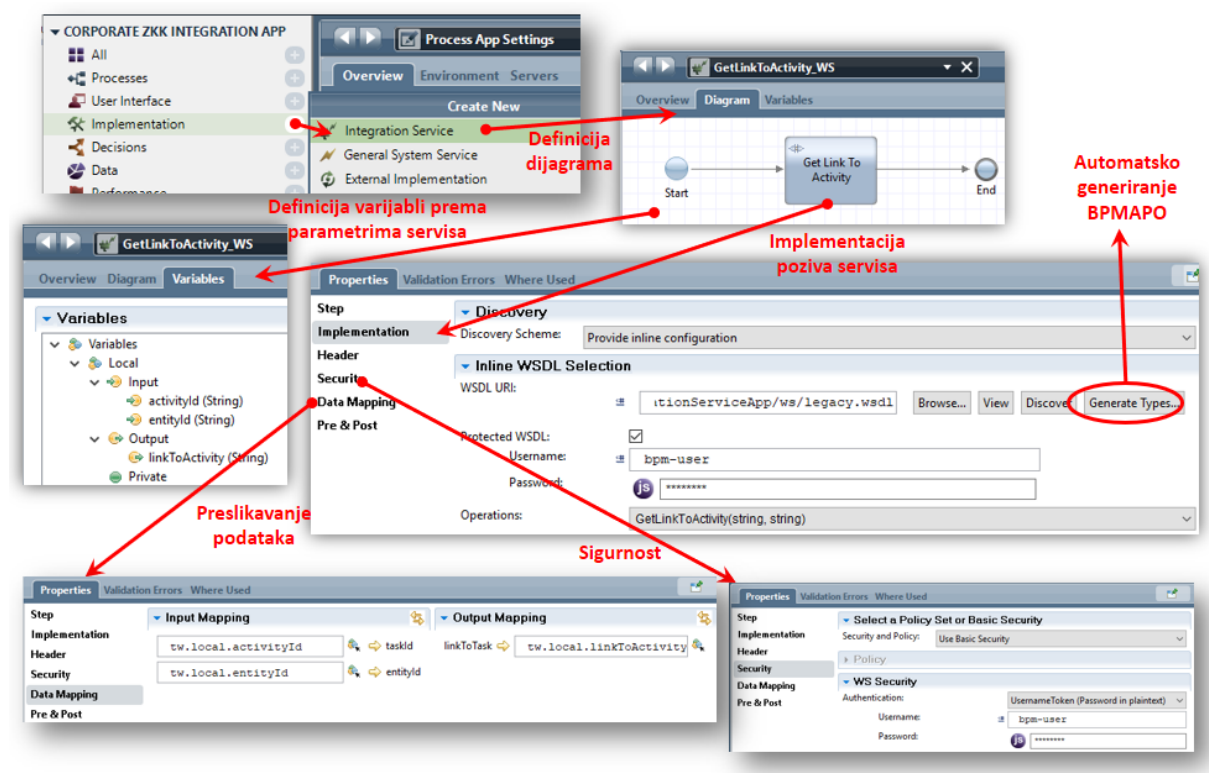 CORPORATE ZKK INTEGRATION APP
All
Processes
User Interface
Implementation
Decisions
Data
Performance
Process App Settings
Overview Environment Servers
Create New
Integration Service
General System Service
External Implementation
Definicija
dijagrama
GetLinkToActivity_WS
Overview Diagram Variables
Start
Get Link To
Activity
End
Automatsko
generiranje
BPMAPO
Definicija varijabli prema
parametrima servisa
Implementacija
poziva servisa
GetLinkToActivity_WS
Overview Diagram Variables
Variables
Variables
Local
Input
activityId (String)
entityId (String)
Output
linkToActivity (String)
Private
Properties Validation Errors Where Used
Step
Implementation
Header
Security
Data Mapping
Pre & Post
Discovery
Discovery Scheme: Provide inline configuration
Inline WSDL Selection
WSDL URI: tionServiceApp/ws/legacy.wsdl Browse... View Discover Generate Types...
Protected WSDL:
Username: bpm-user
Password: ********
Operations: GetLinkToActivity(string, string)
Preslikavanje
podataka
Sigurnost
Properties Validation Errors Where Used
Step
Implementation
Header
Security
Data Mapping
Pre & Post
Input Mapping
tw.local.activityId taskId
tw.local.entityId entityId
Output Mapping
linkToTask tw.local.linkToActivity
Properties Validation Errors Where Used
Step
Implementation
Header
Security
Data Mapping
Pre & Post
Select a Policy Set or Basic Security
Security and Policy: Use Basic Security
Policy
WS Security
Authentication: UsernameToken (Password in plaintext)
Username: bpm-user
Password: ********